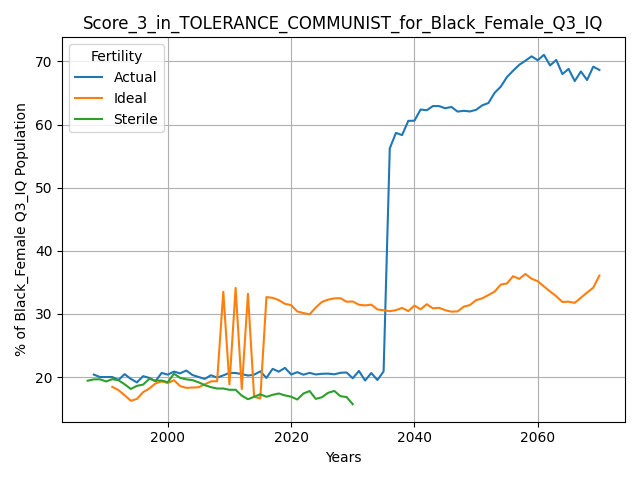 Score_3_in_TOLERANCE_COMMUNIST_for_Black_Female_Q3_IQ
Fertility
Actual
Ideal
Sterile
% of Black_Female Q3_IQ Population
70
60
50
40
30
20
2000
2020
2040
2060
Years